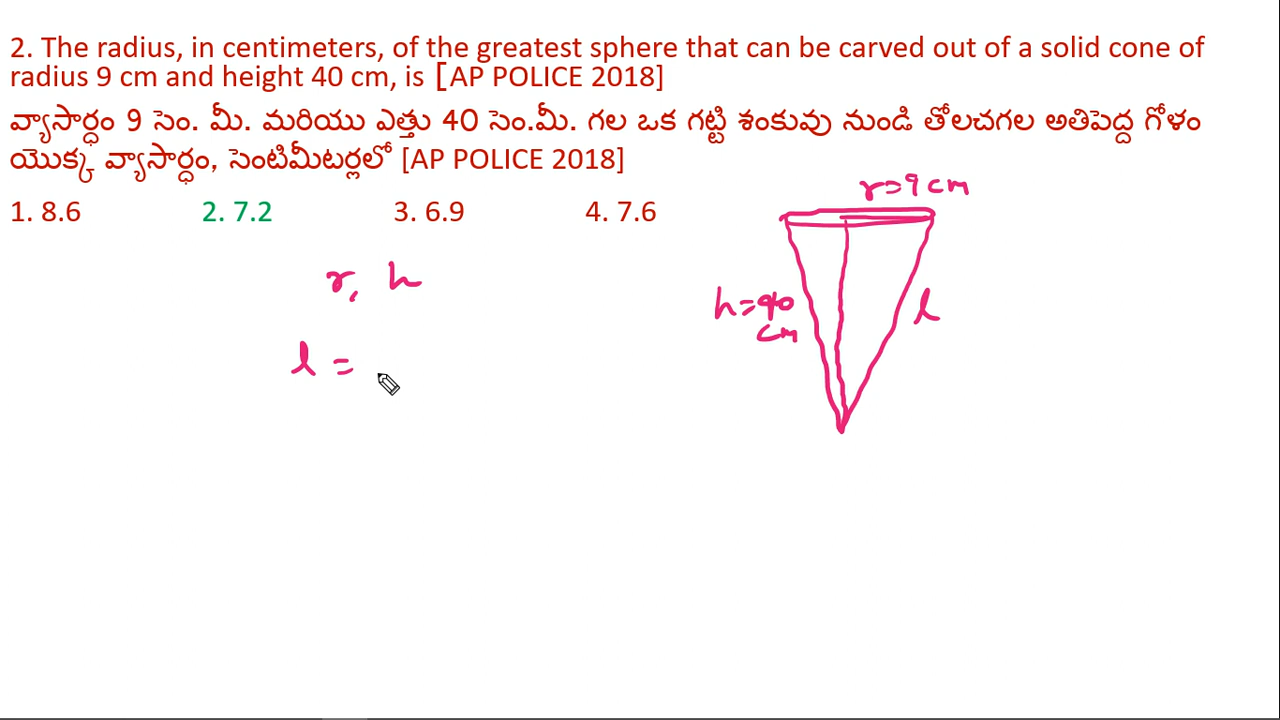 2. The radius, in centimeters, of the greatest sphere that can be carved out of a solid cone of
radius 9 cm and height 40 cm, is [AP POLICE 2018]
వ్యాసార్ధం 9 సెం. మీ. మరియు ఎత్తు 40 సెం.మీ. గల ఒక గట్టి శంకువు నుండి తోలచగల అతిపెద్ద గోళం
యొక్క వ్యాసార్ధం, సెంటిమీటర్లలో [AP POLICE 2018]
1. 8.6 2. 7.2 3. 6.9 4. 7.6
r=9 cm
r, h
h=40
cm
l
l =